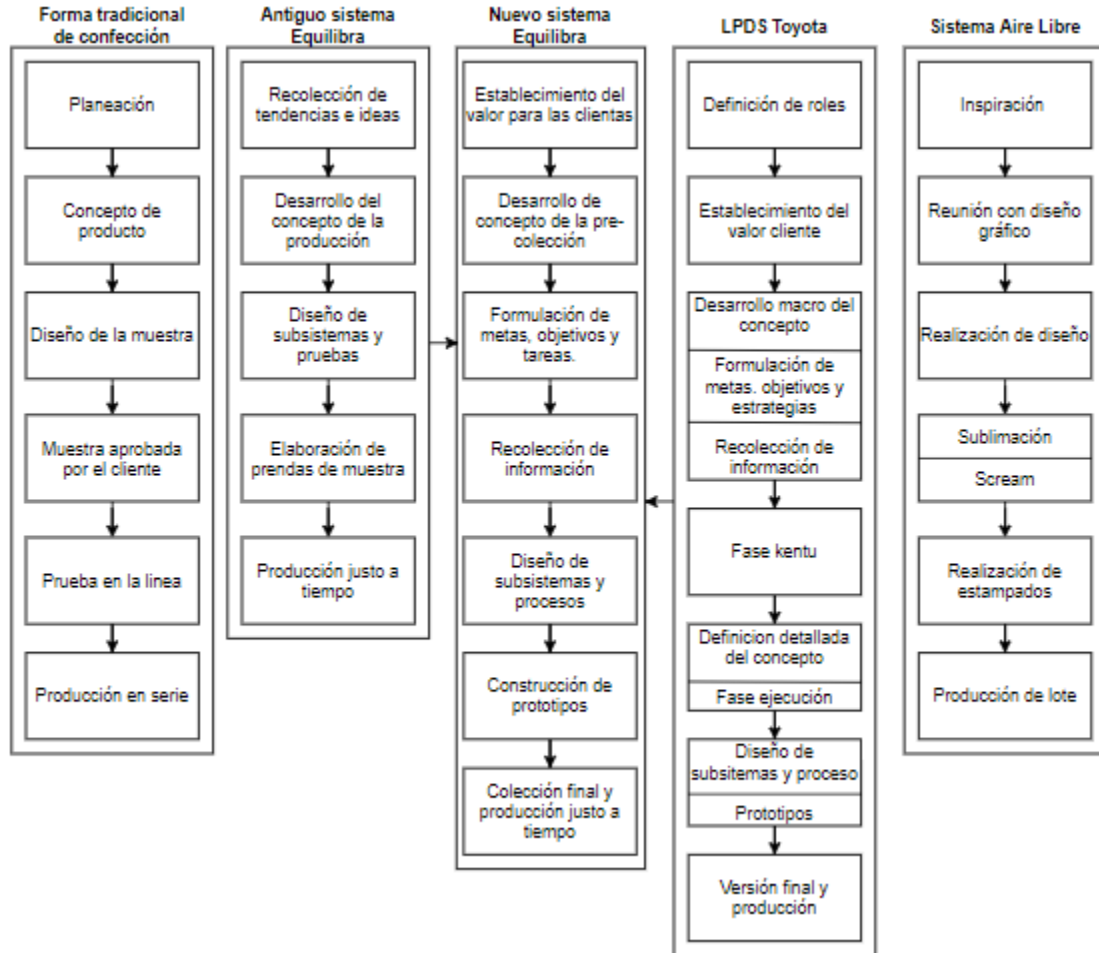 Forma tradicional
de confección
Planeación
Concepto de
producto
Diseño de la muestra
Muestra aprobada
por el cliente
Prueba en la linea
Producción en serie
Antiguo sistema
Equilibra
Recolección de
tendencias e ideas
Desarrollo del
concepto de la
producción
Diseño de
subsistemas y
pruebas
Elaboración de
prendas de muestra
Producción justo a
tiempo
Nuevo sistema
Equilibra
Establecimiento del
valor para las clientas
Desarrollo de
concepto de la pre-
colección
Formulación de
metas, objetivos y
tareas.
Recolección de
información
Diseño de
subsistemas y
procesos
Construcción de
prototipos
Colección final y
producción justo a
tiempo
LPDS Toyota
Definición de roles
Establecimiento del
valor cliente
Desarrollo macro del
concepto
Formulación de
metas. objetivos y
estrategias
Recolección de
información
Fase kentu
Definicion detallada
del concepto
Fase ejecución
Diseño de
subsitemas y proceso
Prototipos
Versión final y
producción
Sistema Aire Libre
Inspiración
Reunión con diseño
gráfico
Realización de diseño
Sublimación
Scream
Realización de
estampados
Producción de lote